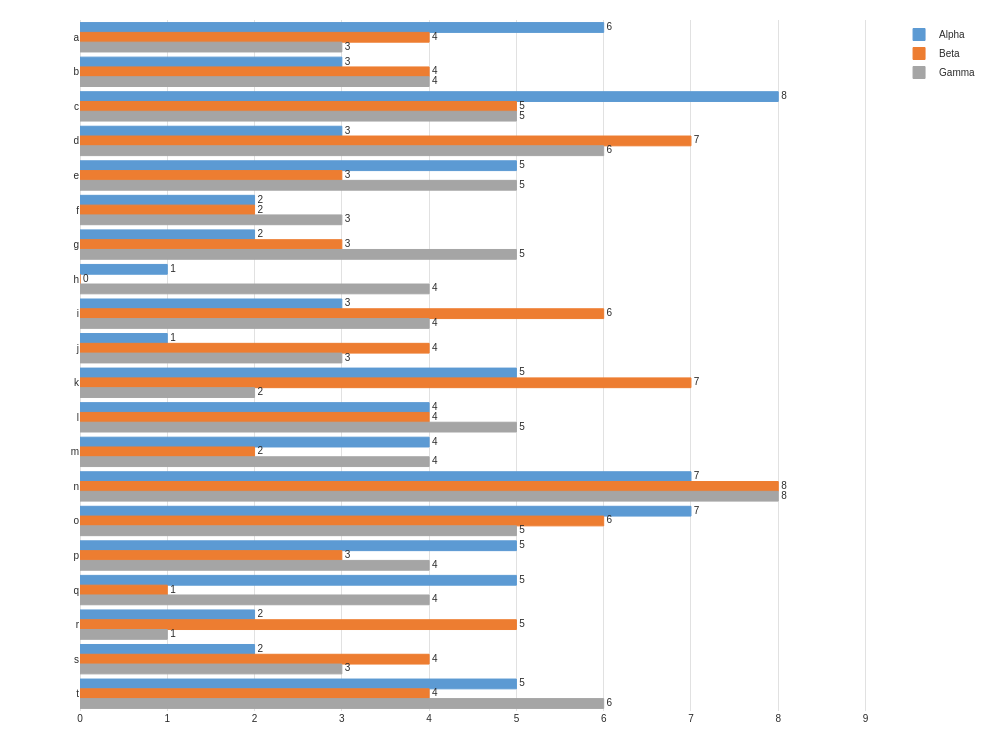 Alpha
Beta
Gamma
a 6 4 3
b 3 4 4
c 8 5 5
d 3 7 6
e 5 3 5
f 2 2 3
g 2 3 5
h 1 0 4
i 3 6 4
j 1 4 3
k 5 7 2
l 4 4 5
m 4 2 4
n 7 8 8
o 7 6 5
p 5 3 4
q 5 1 4
r 2 5 1
s 2 4 3
t 5 4 6
0 1 2 3 4 5 6 7 8 9